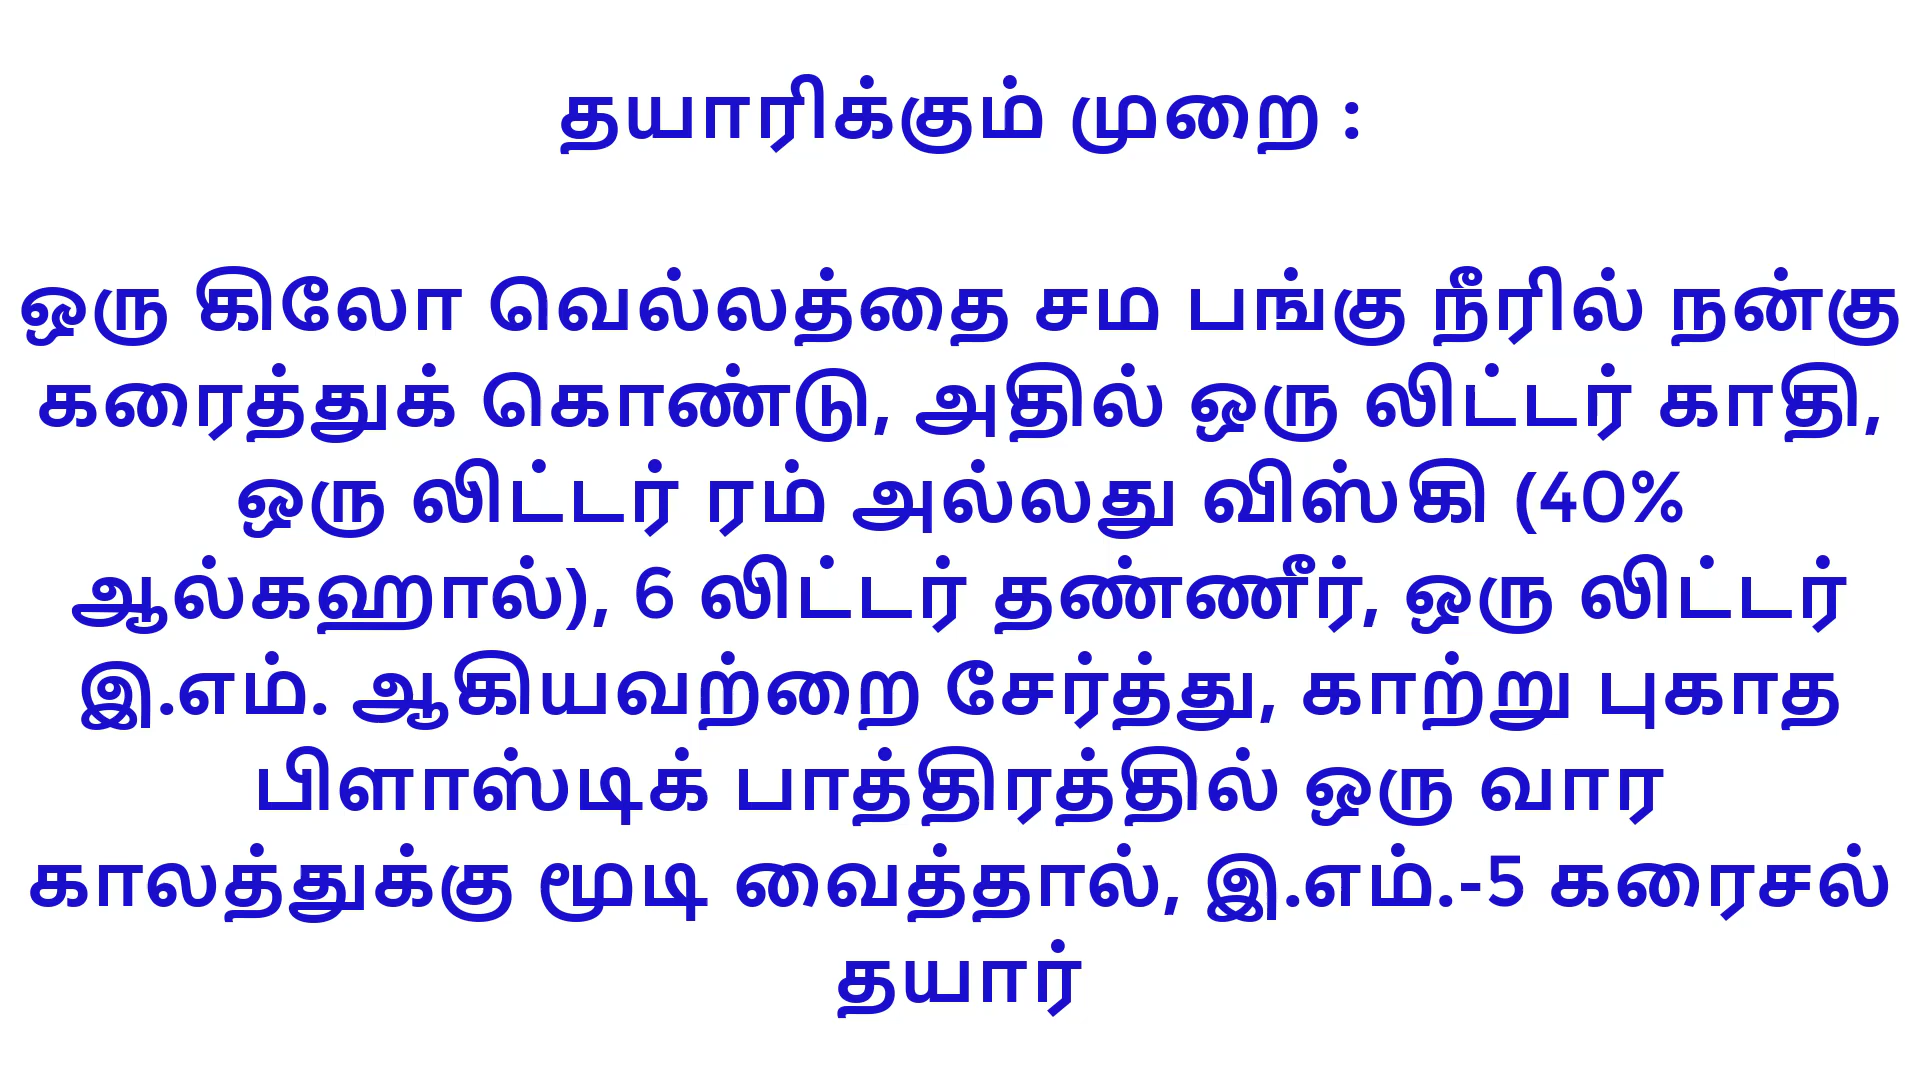 தயாரிக்கும் முறை :
ஒரு கிலோ வெல்லத்தை சம பங்கு நீரில் நன்கு
கரைத்துக் கொண்டு, அதில் ஒரு லிட்டர் காதி,
ஒரு லிட்டர் ரம் அல்லது விஸ்கி (40%
ஆல்கஹால்), 6 லிட்டர் தண்ணீர், ஒரு லிட்டர்
இ.எம். ஆகியவற்றை சேர்த்து, காற்று புகாத
பிளாஸ்டிக் பாத்திரத்தில் ஒரு வார
காலத்துக்கு மூடி வைத்தால், இ.எம்.-5 கரைசல்
தயார்